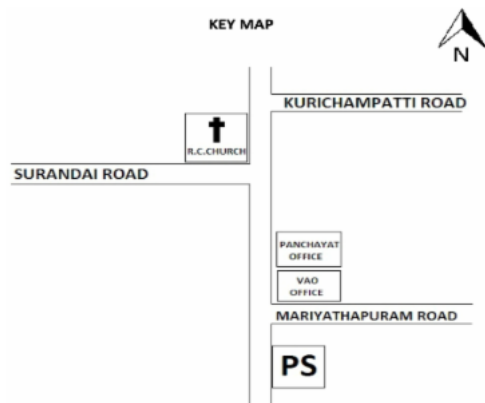 KEY MAP
N
KURICHAMPATTI ROAD
R.C.CHURCH
SURANDAI ROAD
PANCHAYAT
OFFICE
VAO
OFFICE
MARIYATHAPURAM ROAD
PS